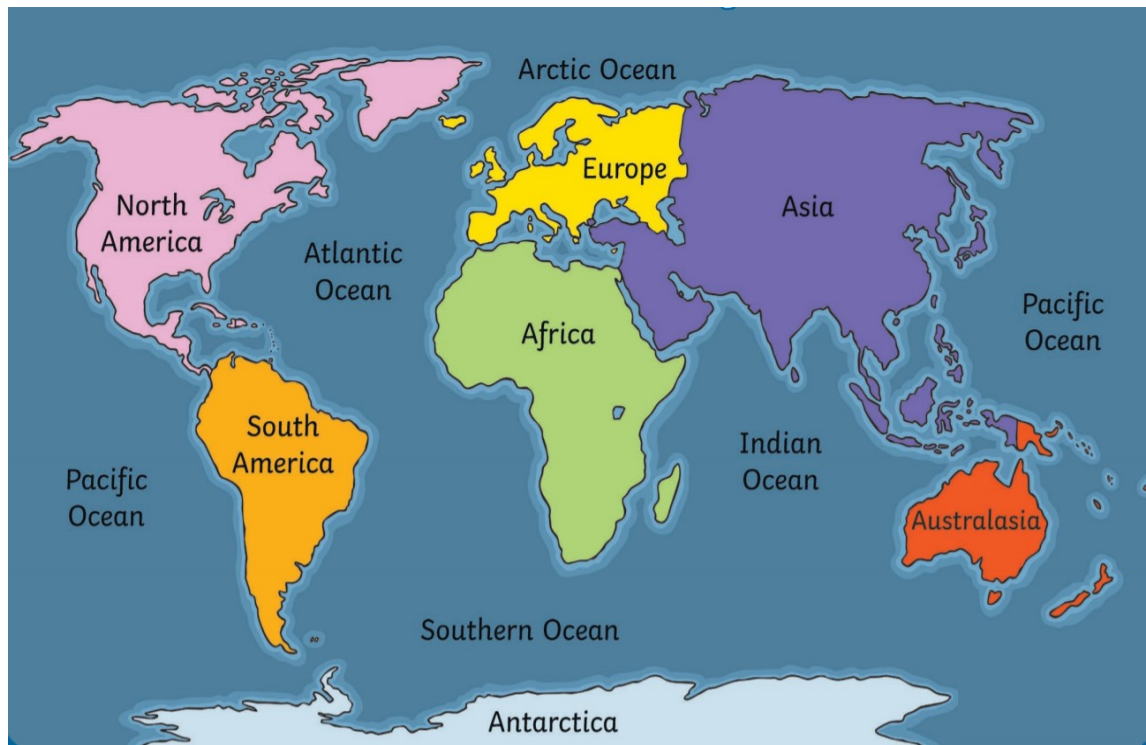 Arctic Ocean
Europe
Asia
North
America
Atlantic
Ocean
Africa
Pacific
Ocean
South
America
Indian
Ocean
Pacific
Ocean
Australasia
Southern Ocean
Antarctica